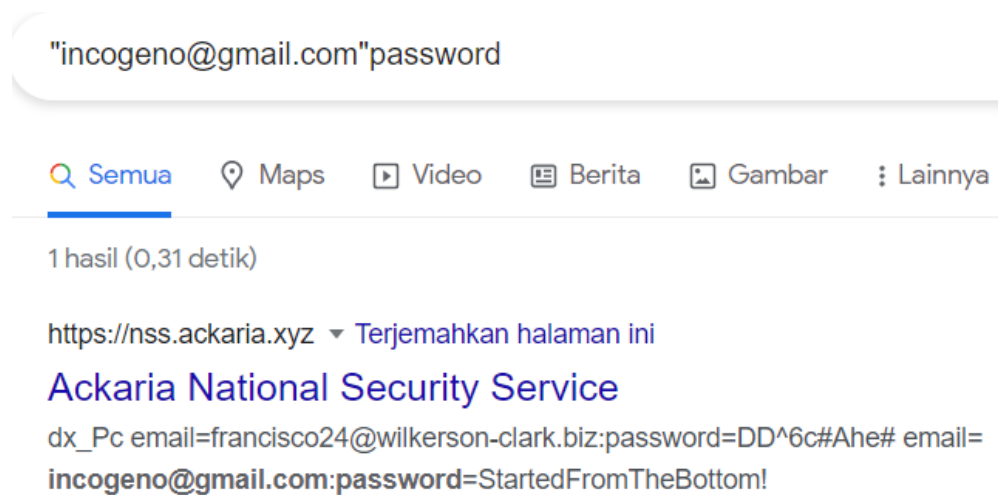 "incogeno@gmail.com"password
Semua Maps Video Berita Gambar Lainnya
1 hasil (0,31 detik)
https://nss.ackaria.xyz Terjemahkan halaman ini
Ackaria National Security Service
dx_Pc email=francisco24@wilkerson-clark.biz:password=DD^6c#Ahe# email=
incogeno@gmail.com:password=StartedFromTheBottom!